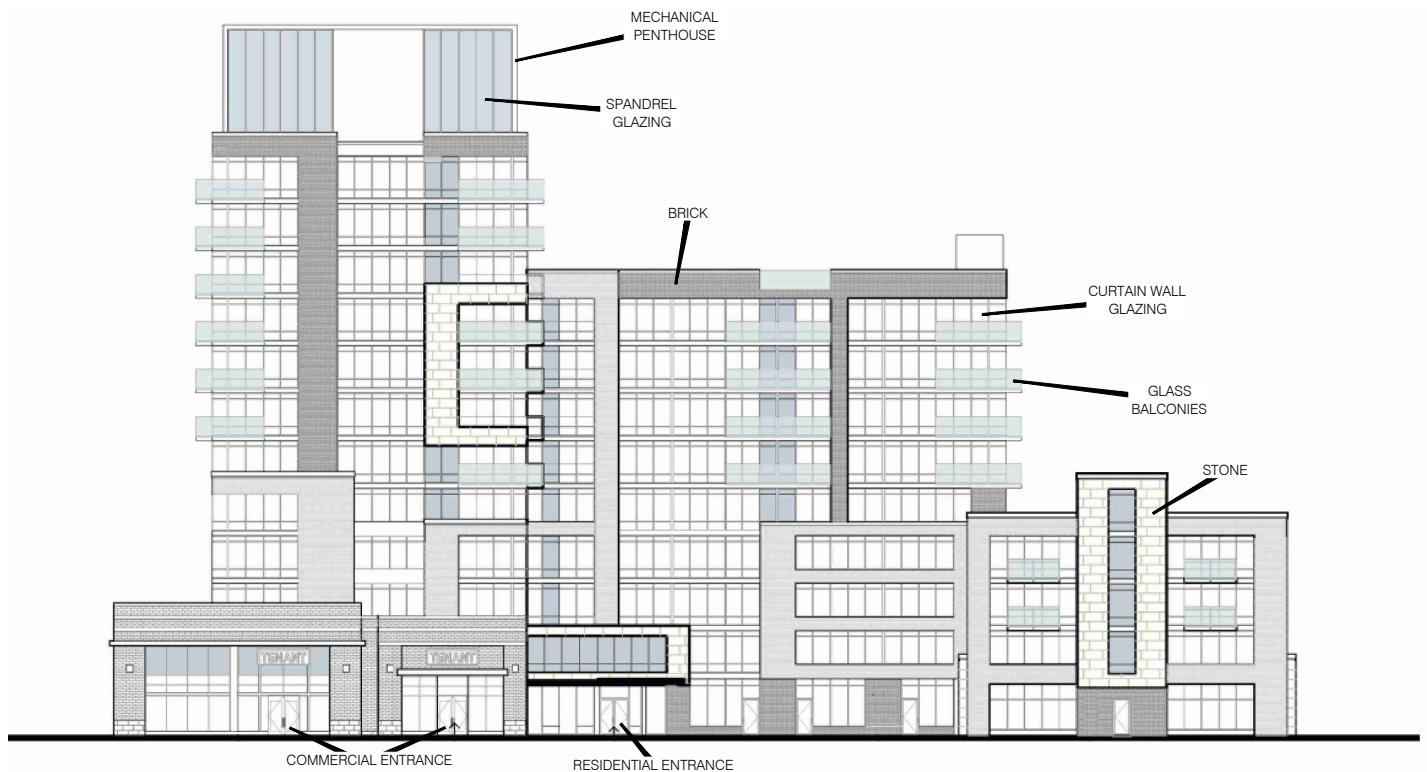 MECHANICAL
PENTHOUSE
SPANDREL
GLAZING
BRICK
CURTAIN WALL
GLAZING
GLASS
BALCONIES
STONE
TENANT
TENANT
COMMERCIAL ENTRANCE
RESIDENTIAL ENTRANCE